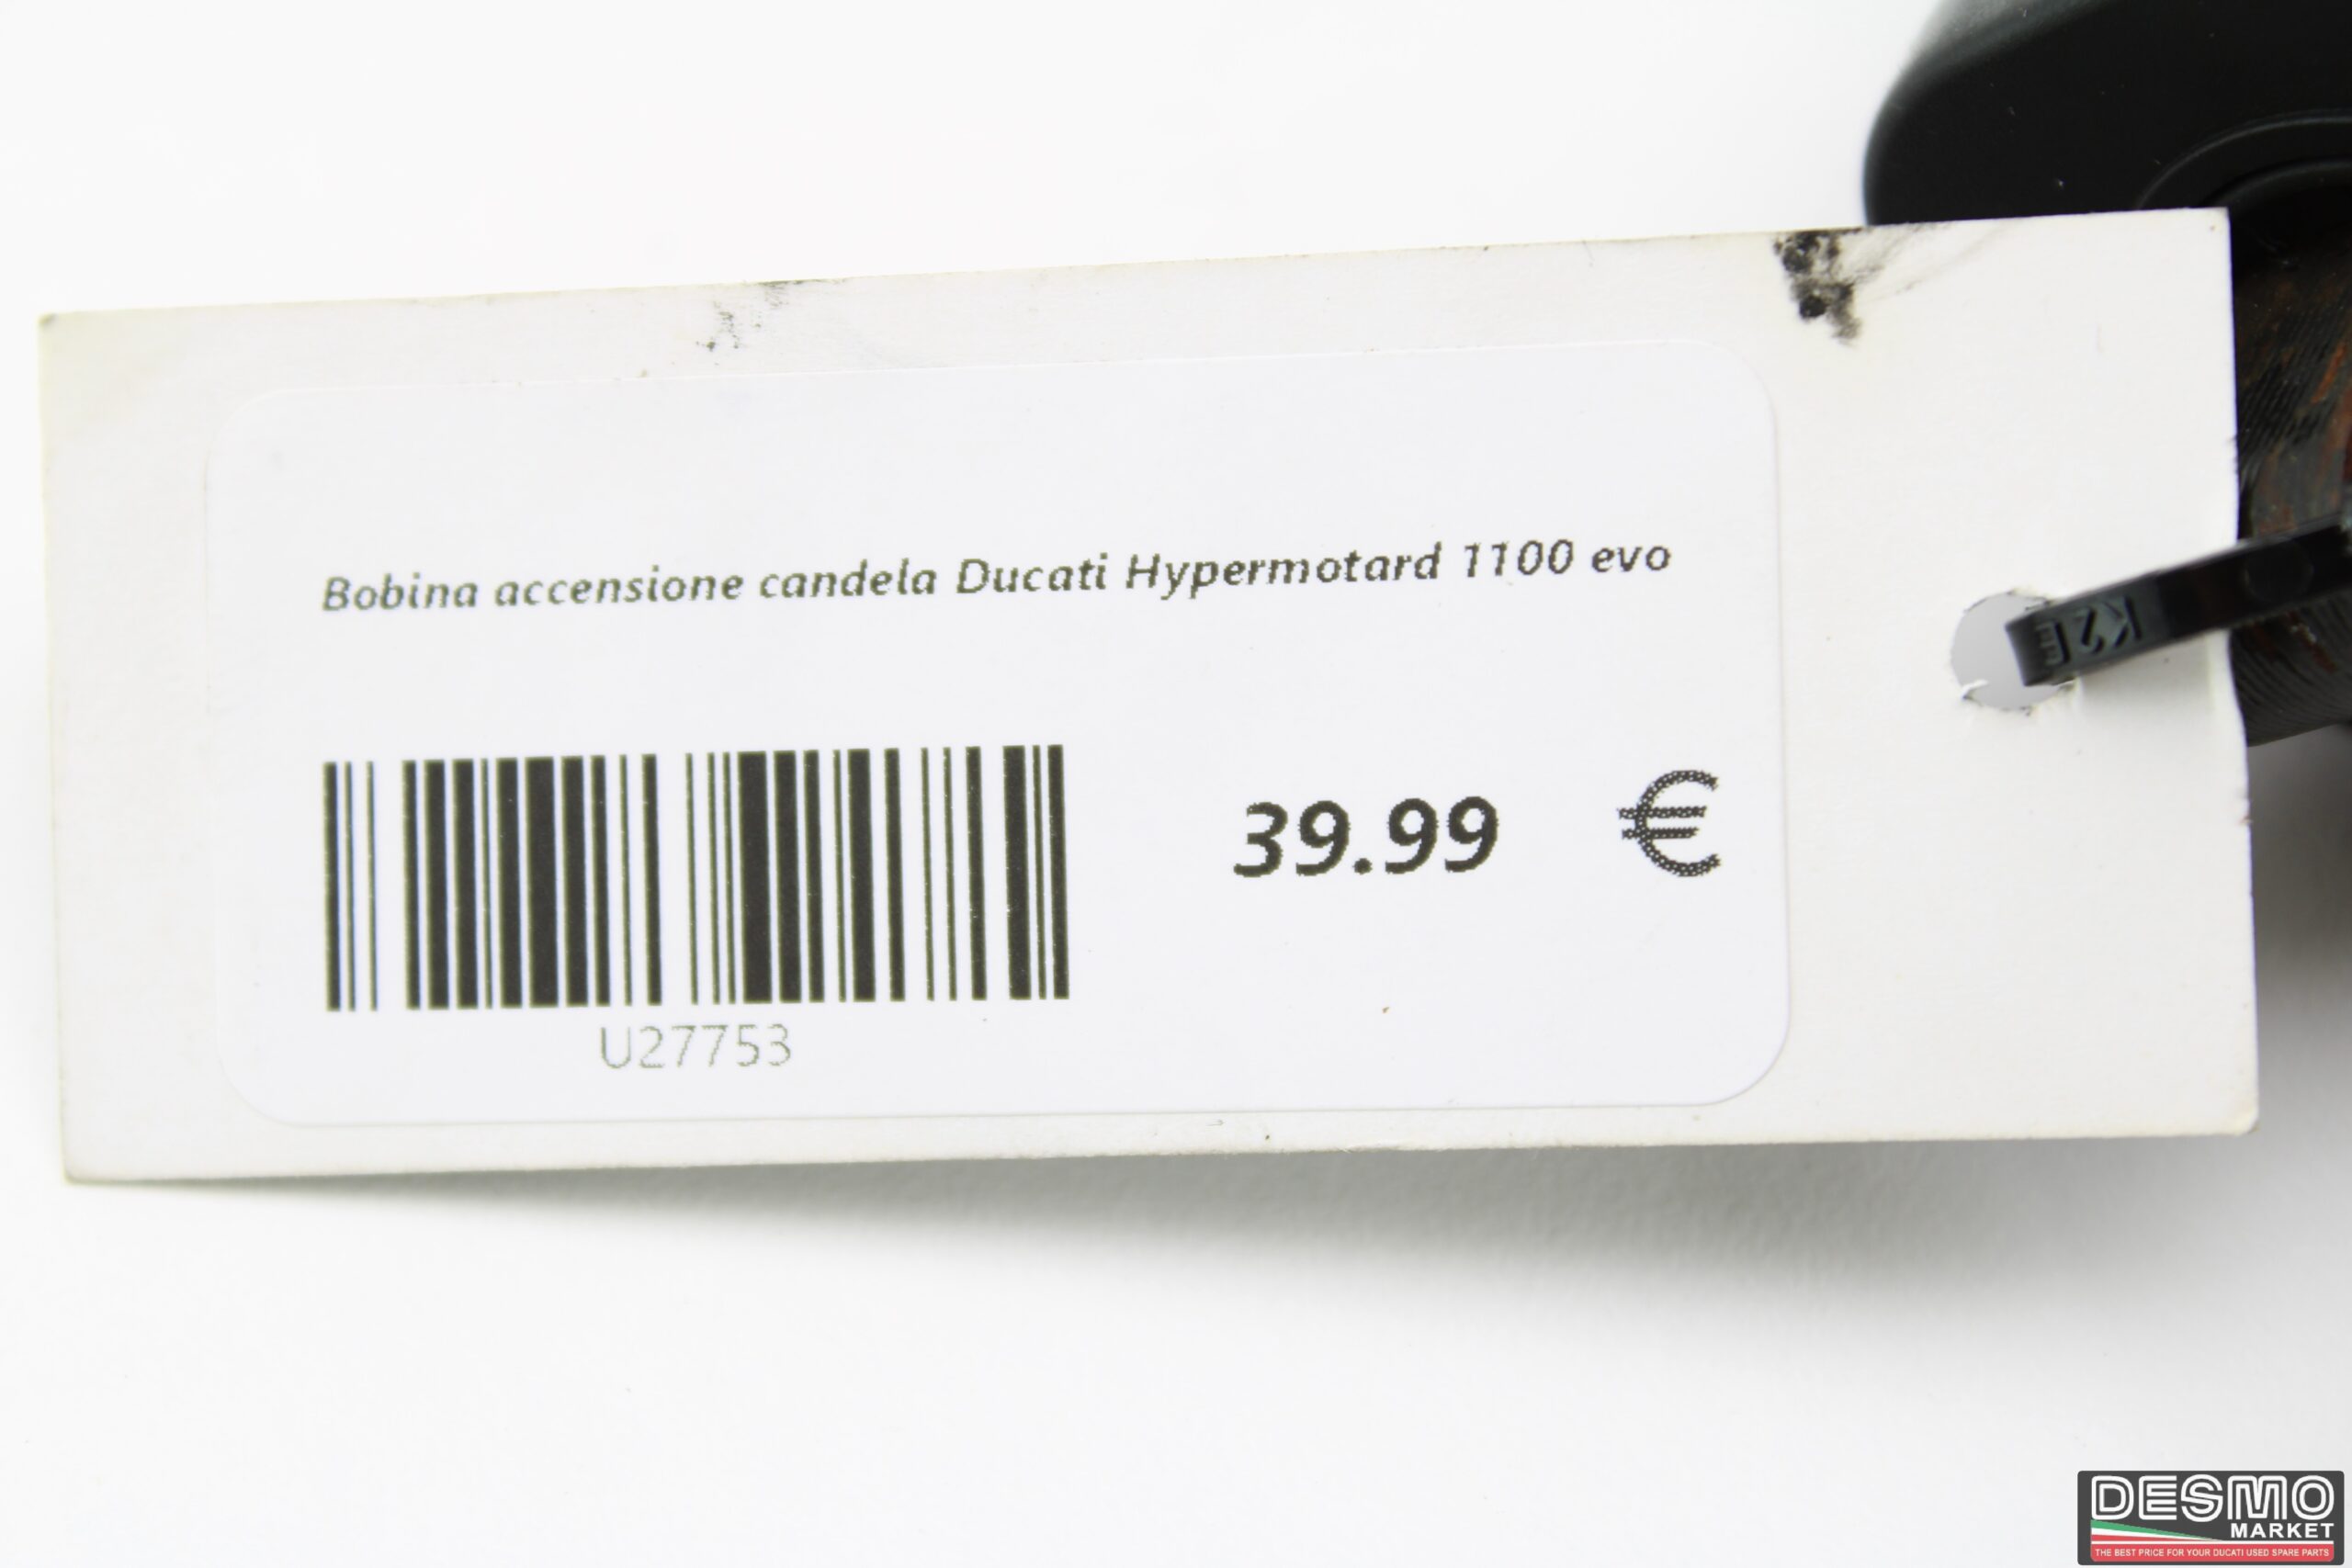 Bobina accensione candela Ducati Hypermotard 1100 evo
39.99 €
U27753
K2
DESMO
MARKET
THE BEST PRICE FOR YOUR DUCATI USED SPARE PARTS